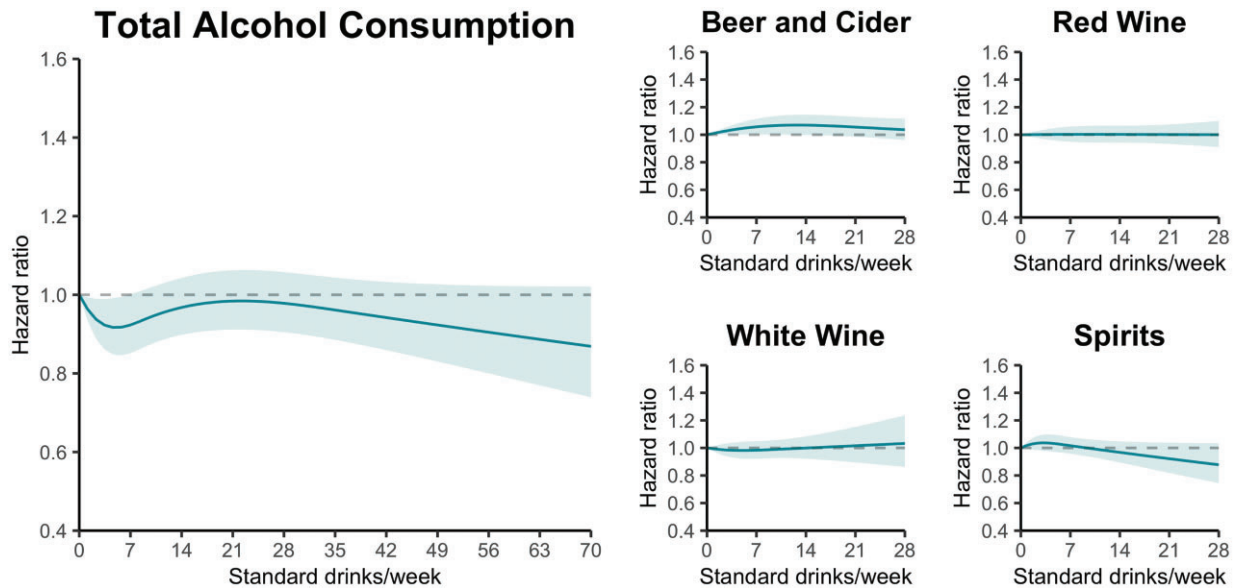 Total Alcohol Consumption
Hazard ratio
1.6
1.4
1.2
1.0
0.8
0.6
0.4
0 7 14 21 28 35 42 49 56 63 70
Standard drinks/week
Beer and Cider
Hazard ratio
1.6
1.4
1.2
1.0
0.8
0.6
0.4
0 7 14 21 28
Standard drinks/week
Red Wine
Hazard ratio
1.6
1.4
1.2
1.0
0.8
0.6
0.4
0 7 14 21 28
Standard drinks/week
White Wine
Hazard ratio
1.6
1.4
1.2
1.0
0.8
0.6
0.4
0 7 14 21 28
Standard drinks/week
Spirits
Hazard ratio
1.6
1.4
1.2
1.0
0.8
0.6
0.4
0 7 14 21 28
Standard drinks/week